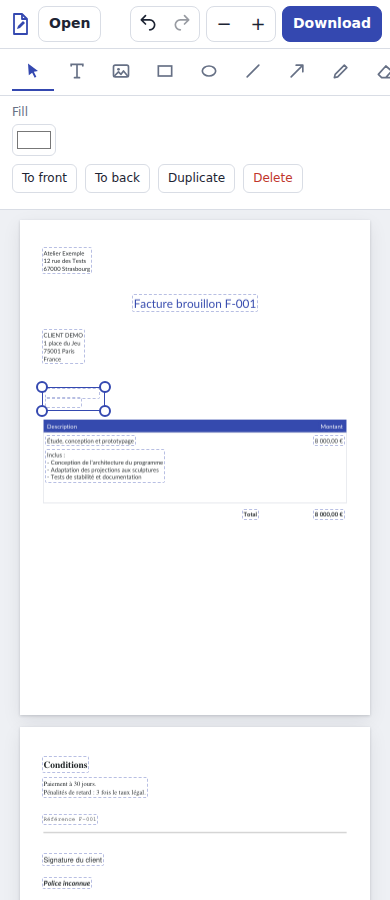 Open
Download
Fill
To front
To back
Duplicate
Delete
Atelier Exemple
12 rue des Tests
67000 Strasbourg
Facture brouillon F-001
CLIENT DEMO
1 place du Jeu
75001 Paris
France
Description Montant
Étude, conception et prototypage 8 000,00 €
Inclus :
- Conception de l'architecture du programme
- Adaptation des projections aux sculptures
- Tests de stabilité et documentation
Total 8 000,00 €
Conditions
Paiement à 30 jours.
Pénalités de retard : 3 fois le taux légal.
Référence F-001
Signature du client
Police Inconnue